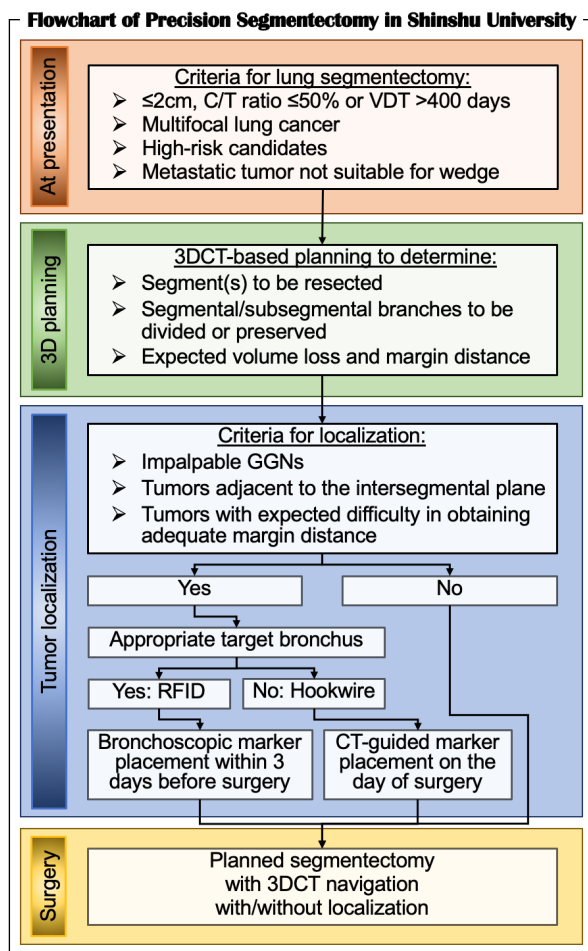 Flowchart of Precision Segmentectomy in Shinshu University
At presentation
Criteria for lung segmentectomy:
➢ ≤2cm, C/T ratio ≤50% or VDT >400 days
➢ Multifocal lung cancer
➢ High-risk candidates
➢ Metastatic tumor not suitable for wedge
3D planning
3DCT-based planning to determine:
➢ Segment(s) to be resected
➢ Segmental/subsegmental branches to be
divided or preserved
➢ Expected volume loss and margin distance
Tumor localization
Criteria for localization:
➢ Impalpable GGNs
➢ Tumors adjacent to the intersegmental plane
➢ Tumors with expected difficulty in obtaining
adequate margin distance
Yes
No
Appropriate target bronchus
Yes: RFID
No: Hookwire
Bronchoscopic marker
placement within 3
days before surgery
CT-guided marker
placement on the
day of surgery
Surgery
Planned segmentectomy
with 3DCT navigation
with/without localization